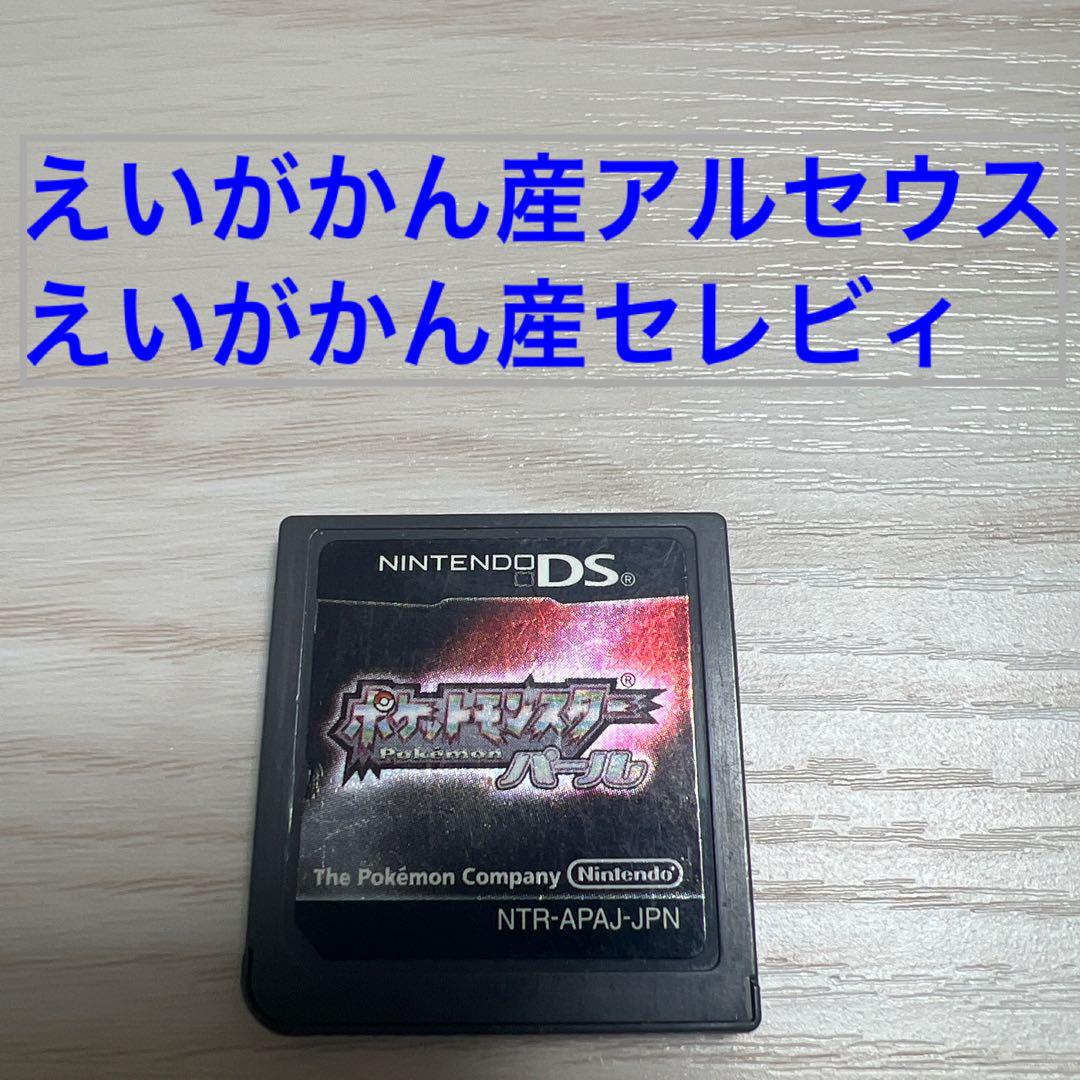 えいがかん産アルセウス
えいがかん産セレビィ
NINTENDO DS®
ポケットモンスター®
Pokémon
パール
The Pokémon Company Nintendo®
NTR-APAJ-JPN